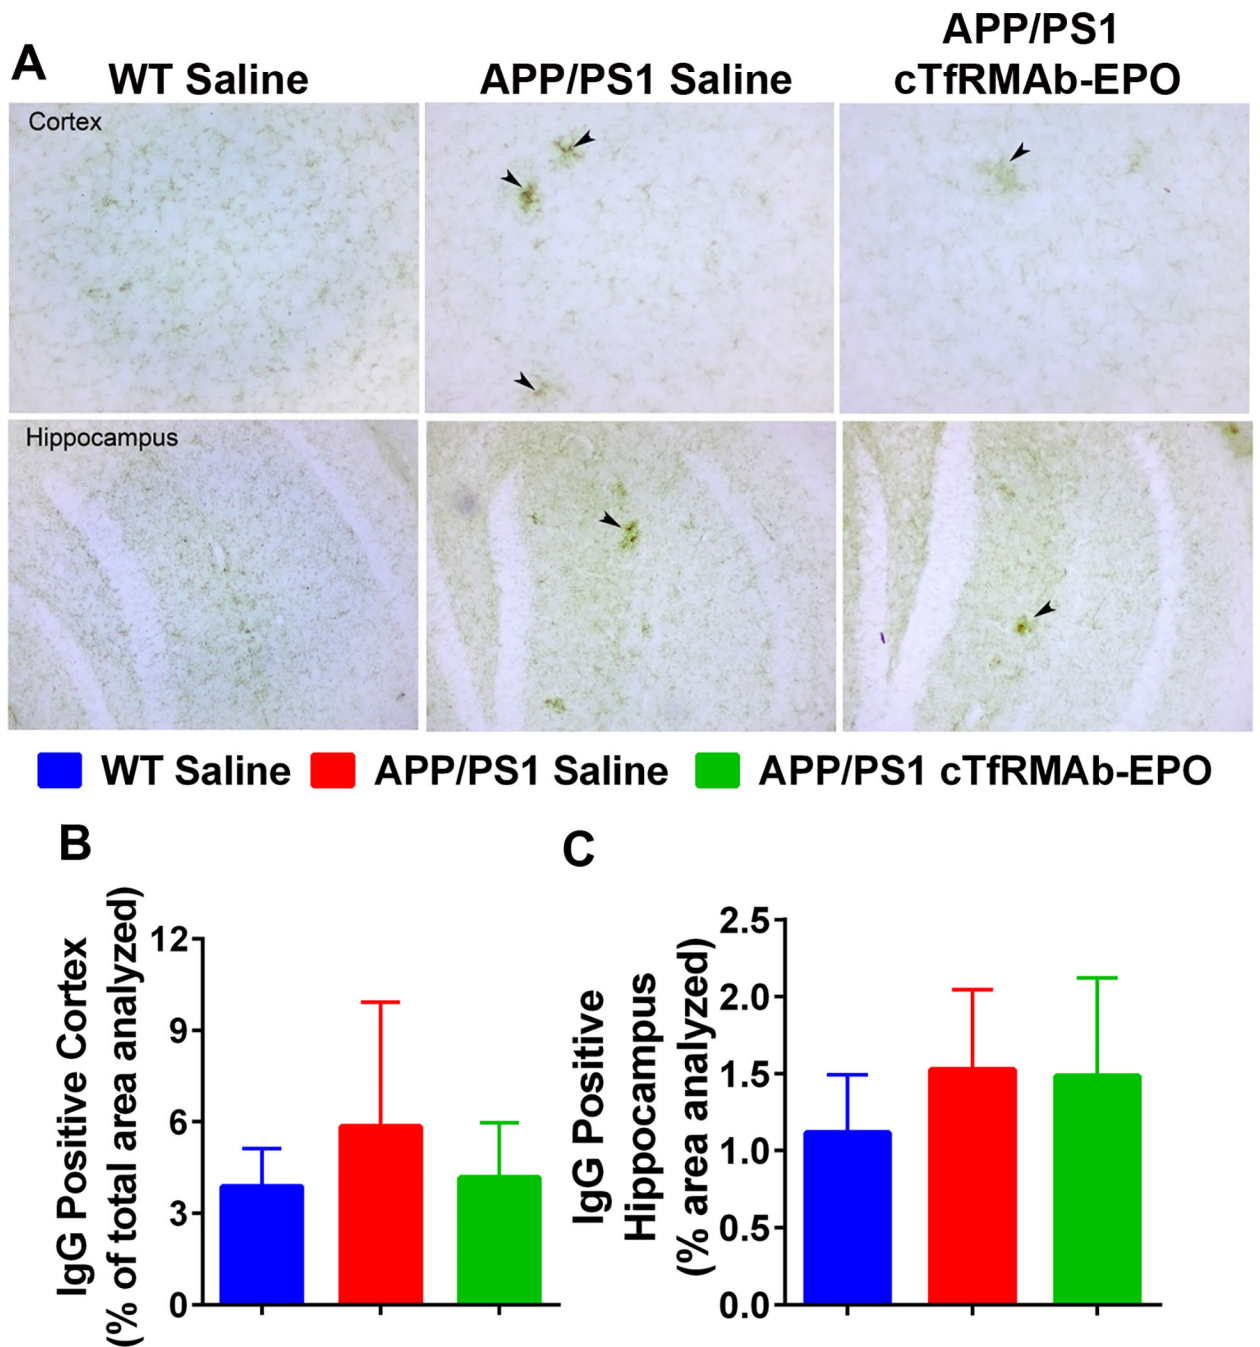 A
WT Saline
APP/PS1 Saline
APP/PS1
cTfRMAb-EPO
Cortex
Hippocampus
WT Saline
APP/PS1 Saline
APP/PS1 cTfRMAb-EPO
B
IgG Positive Cortex
(% of total area analyzed)
12
9
6
3
0
C
IgG Positive
Hippocampus
(% area analyzed)
2.5
2.0
1.5
1.0
0.5
0.0